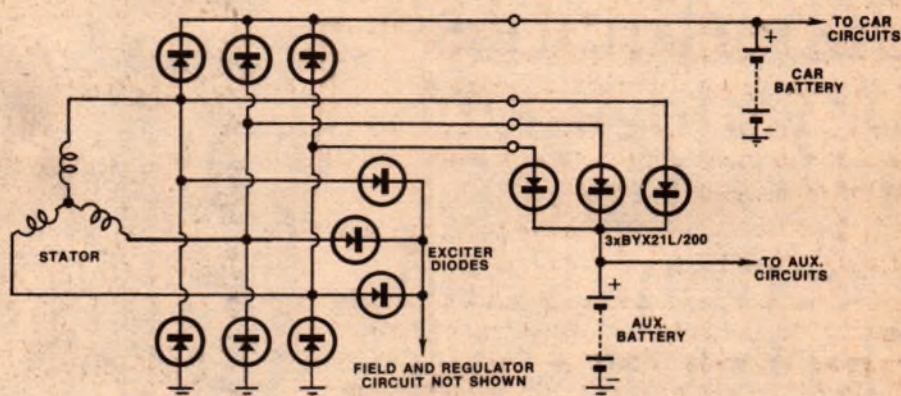 TO CAR
CIRCUITS
+
CAR
BATTERY
-
STATOR
EXCITER
DIODES
3xBYX21L/200
TO AUX.
CIRCUITS
+
AUX.
BATTERY
-
FIELD AND REGULATOR
CIRCUIT NOT SHOWN